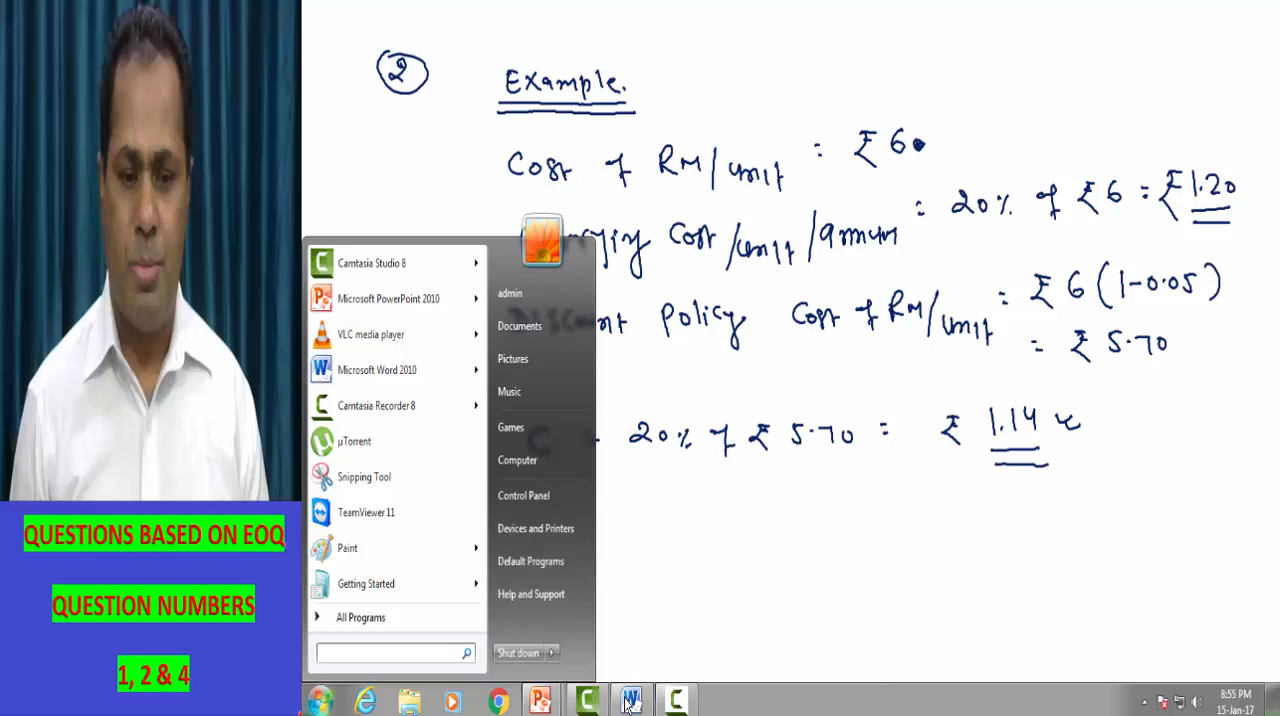 2
Example.
Cost of RM/unit = ₹ 6
Cost/unit/annum = 20% of ₹ 6 = ₹ 1.20
policy Cost of RM/unit = ₹ 6 (1-0.05)
= ₹ 5.70
C = 20% of ₹ 5.70 = ₹ 1.14
Camtasia Studio 8
Microsoft PowerPoint 2010
VLC media player
Microsoft Word 2010
Camtasia Recorder 8
µTorrent
Snipping Tool
TeamViewer 11
Paint
Getting Started
All Programs
admin
Documents
Pictures
Music
Games
Computer
Control Panel
Devices and Printers
Default Programs
Help and Support
Shut down
QUESTIONS BASED ON EOQ
QUESTION NUMBERS
1, 2 & 4
8:55 PM
15-Jan-17